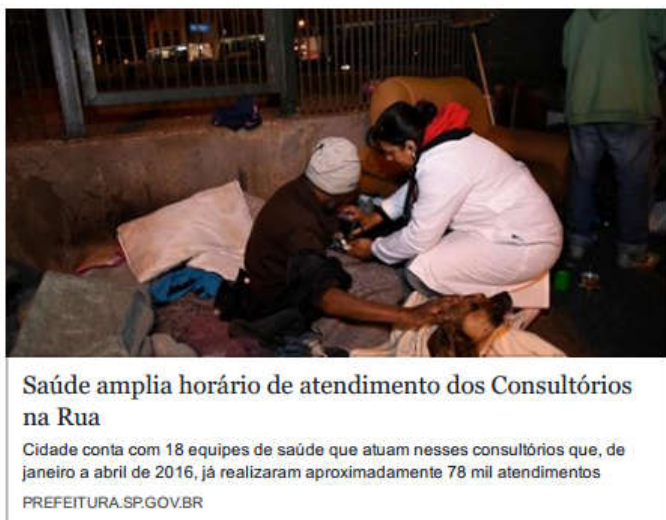 Saúde amplia horário de atendimento dos Consultórios
na Rua
Cidade conta com 18 equipes de saúde que atuam nesses consultórios que, de
janeiro a abril de 2016, já realizaram aproximadamente 78 mil atendimentos
PREFEITURA.SP.GOV.BR